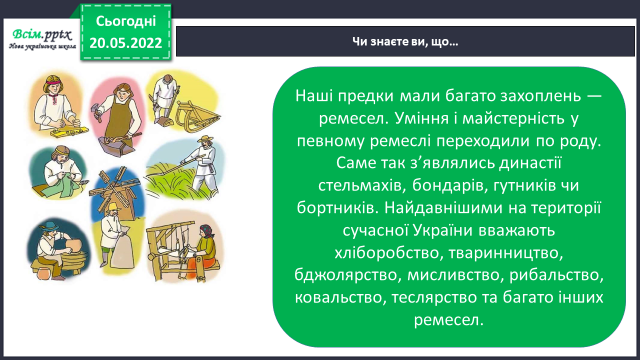 Всім.pptx
Нова українська школа
Сьогодні
20.05.2022
Чи знаєте ви, що...
Наші предки мали багато захоплень —
ремесел. Уміння і майстерність у
певному ремеслі переходили по роду.
Саме так з’являлись династії
стельмахів, бондарів, гутників чи
бортників. Найдавнішими на території
сучасної України вважають
хліборобство, тваринництво,
бджолярство, мисливство, рибальство,
ковальство, теслярство та багато інших
ремесел.